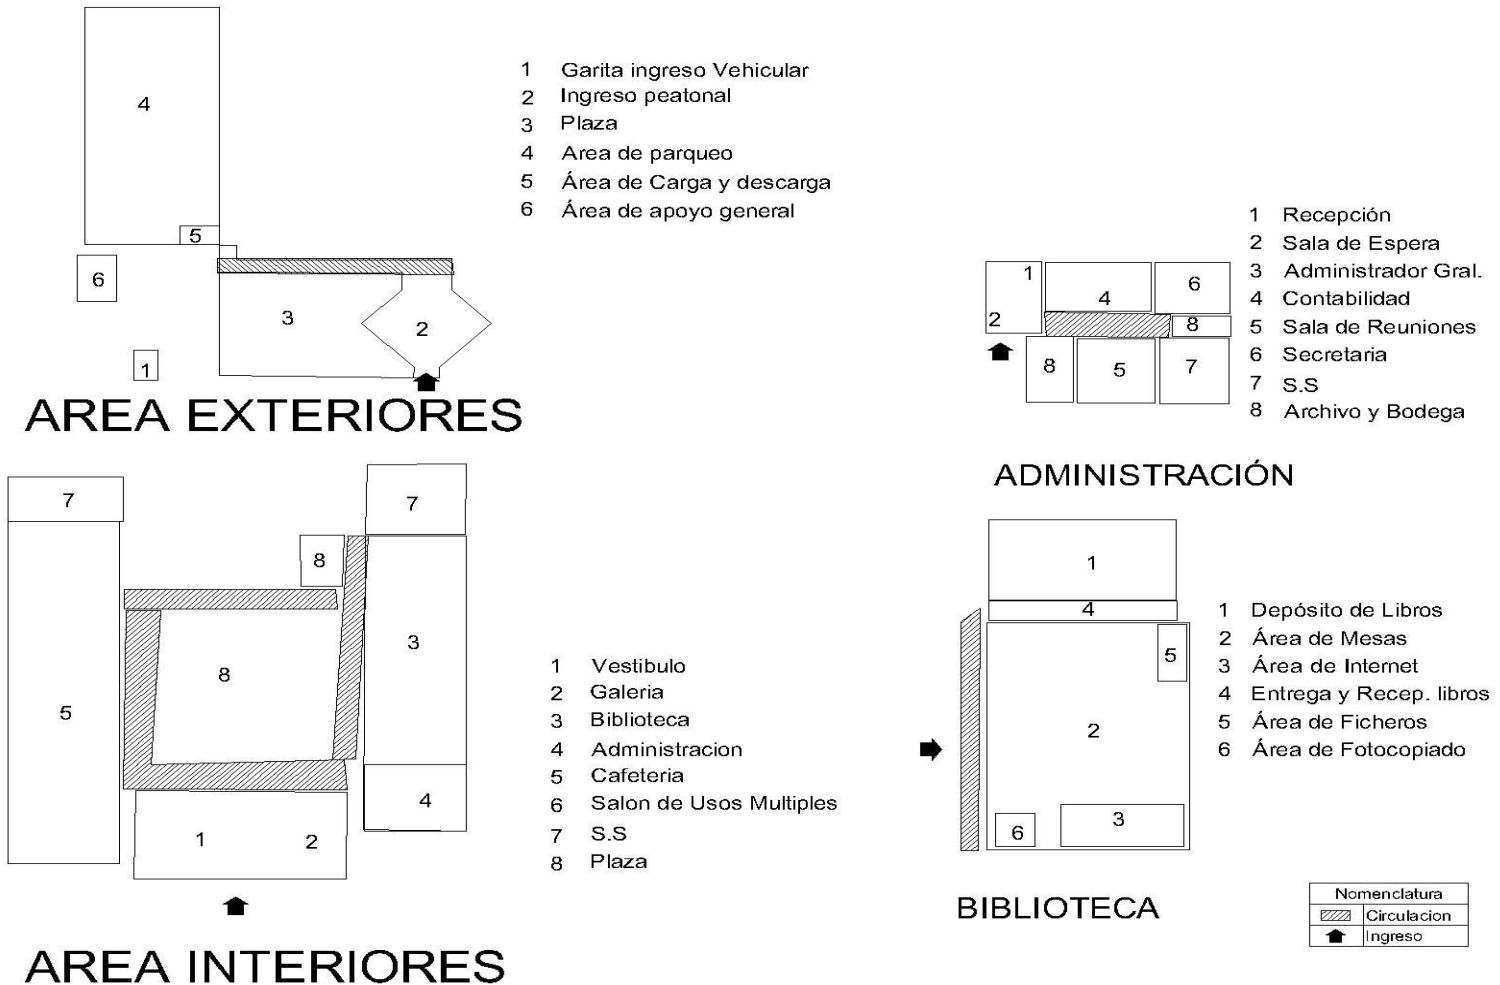 4
5
6
3
2
1
1 Garita ingreso Vehicular
2 Ingreso peatonal
3 Plaza
4 Area de parqueo
5 Área de Carga y descarga
6 Área de apoyo general
AREA EXTERIORES
1
2
4
6
8
8
5
7
1 Recepción
2 Sala de Espera
3 Administrador Gral.
4 Contabilidad
5 Sala de Reuniones
6 Secretaria
7 S.S
8 Archivo y Bodega
ADMINISTRACIÓN
7
7
8
8
3
5
4
1
2
1 Vestibulo
2 Galeria
3 Biblioteca
4 Administracion
5 Cafeteria
6 Salon de Usos Multiples
7 S.S
8 Plaza
AREA INTERIORES
1
4
5
2
3
6
1 Depósito de Libros
2 Área de Mesas
3 Área de Internet
4 Entrega y Recep. libros
5 Área de Ficheros
6 Área de Fotocopiado
BIBLIOTECA
Nomenclatura
Circulacion
Ingreso